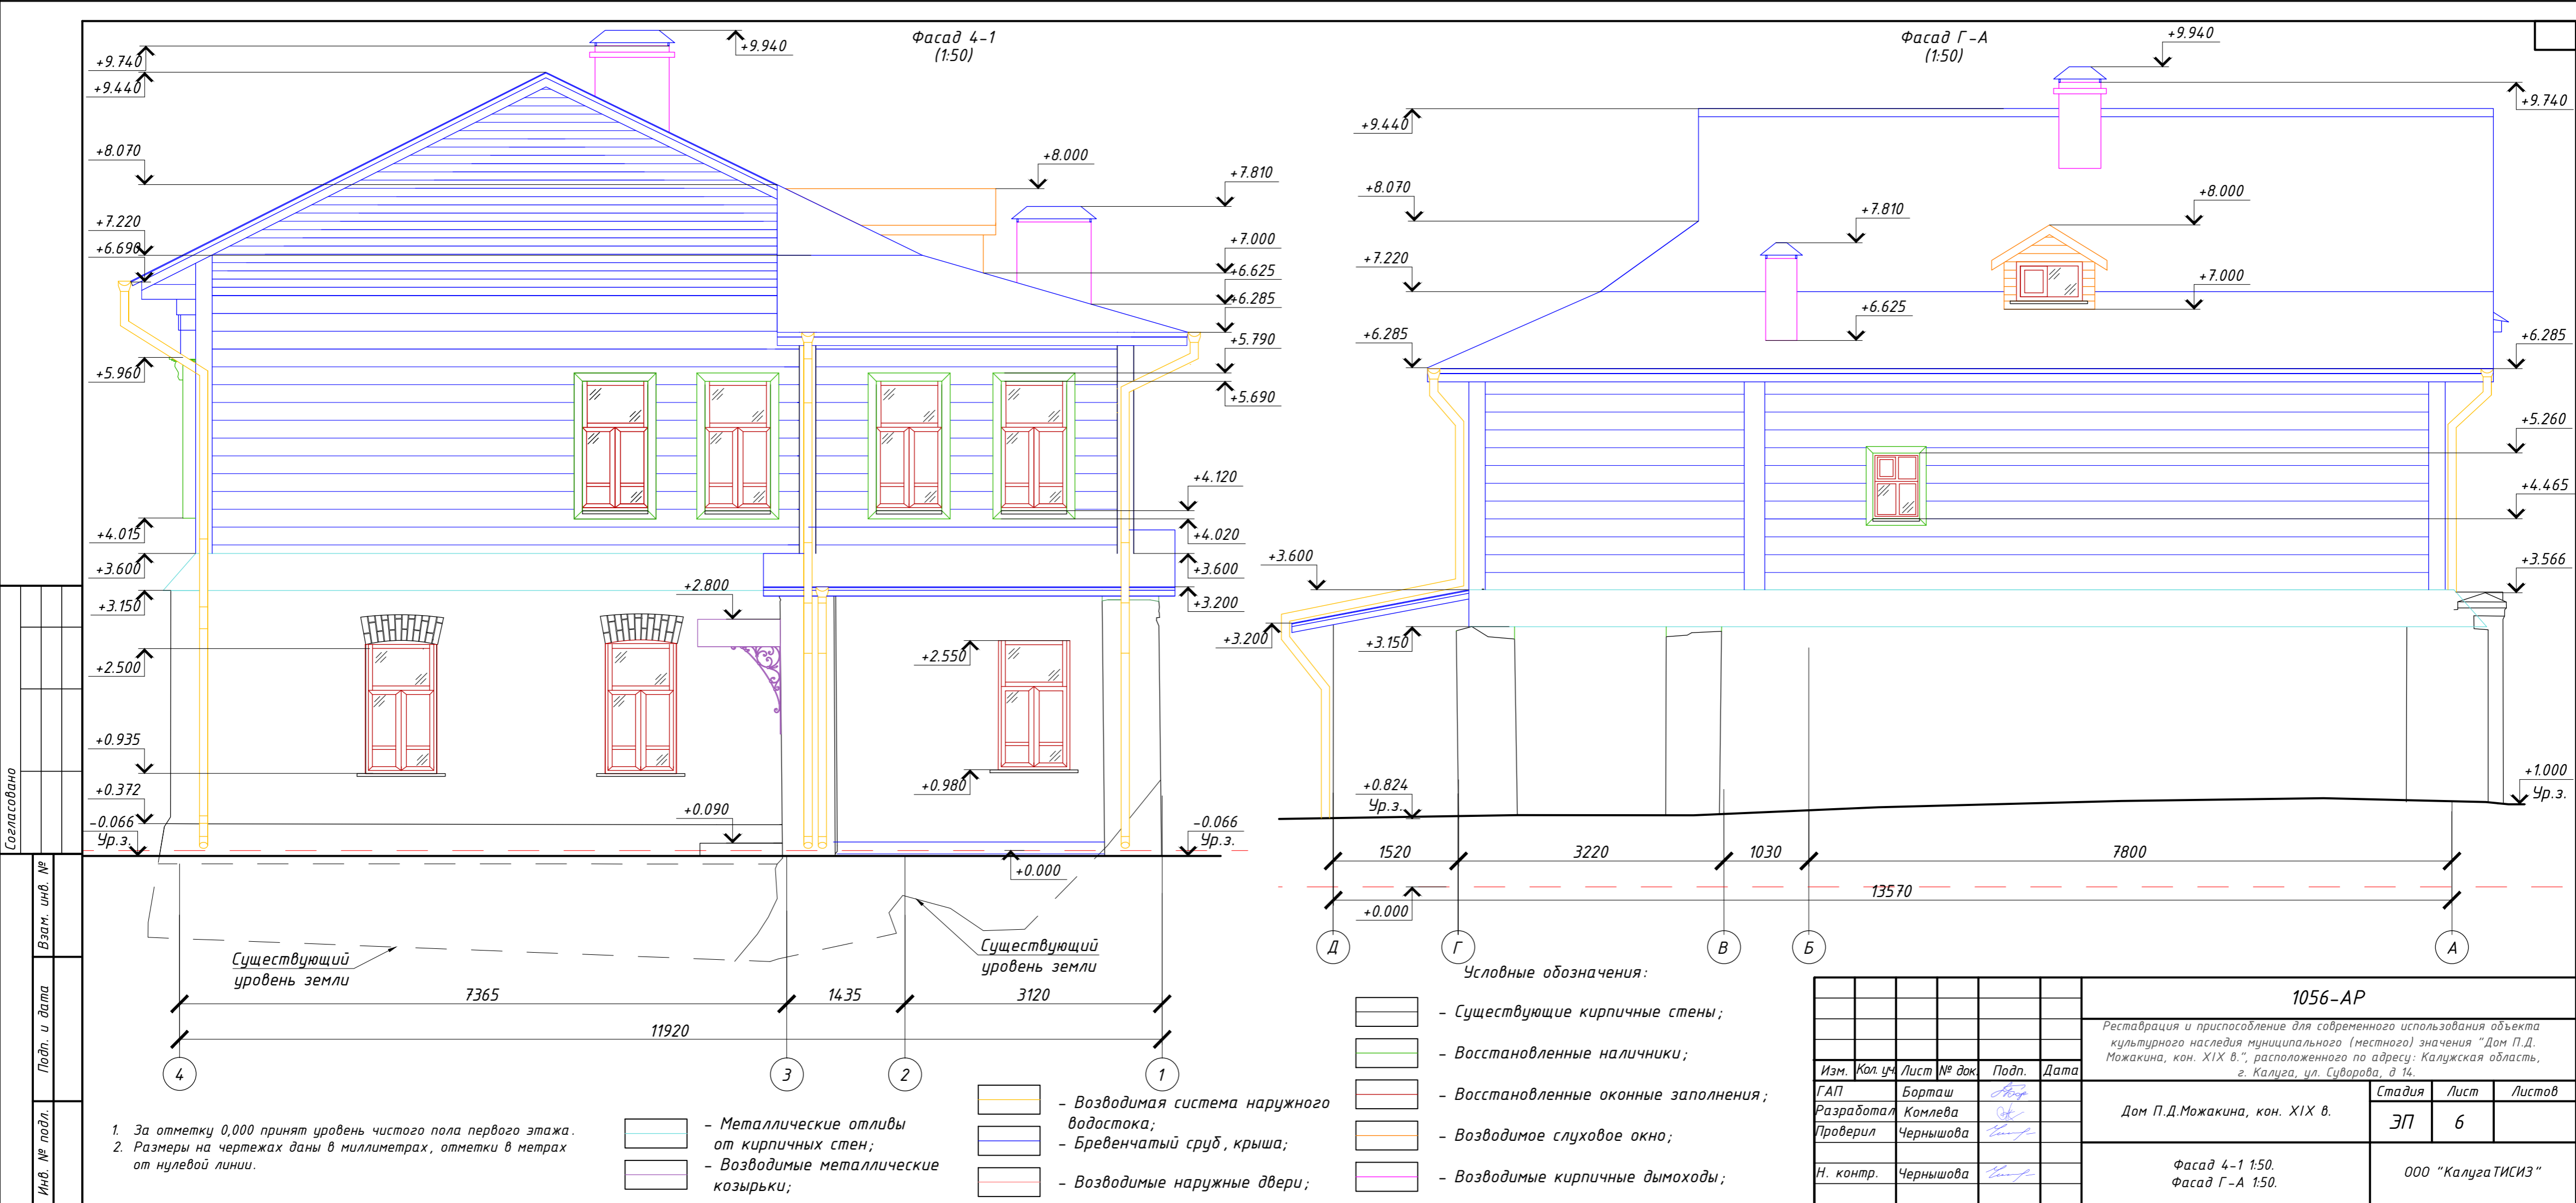 Фасад 4-1
(1:50)
+9.740
+9.440
+8.070
+7.220
+6.690
+5.960
+4.015
+3.600
+3.150
+2.500
+0.935
+0.372
-0.066
Ур.з.
+9.940
+8.000
+7.810
+7.000
+6.625
+6.285
+5.790
+5.690
+4.120
+4.020
+3.600
+3.200
+2.800
+2.550
+0.980
+0.090
-0.066
Ур.з.
+0.000
Существующий
уровень земли
Существующий
уровень земли
7365
1435
3120
11920
4
3
2
1
Фасад Г-А
(1:50)
+9.940
+9.740
+9.440
+8.070
+8.000
+7.810
+7.220
+7.000
+6.625
+6.285
+6.285
+5.260
+4.465
+3.600
+3.566
+3.200
+3.150
+0.824
Ур.з.
+1.000
Ур.з.
1520
3220
1030
7800
13570
+0.000
Д
Г
В
Б
А
1. За отметку 0,000 принят уровень чистого пола первого этажа.
2. Размеры на чертежах даны в миллиметрах, отметки в метрах
от нулевой линии.
Условные обозначения:
- Существующие кирпичные стены;
- Восстановленные наличники;
- Восстановленные оконные заполнения;
- Возводимое слуховое окно;
- Возводимые кирпичные дымоходы;
- Возводимая система наружного
водостока;
- Бревенчатый сруб, крыша;
- Возводимые наружные двери;
- Металлические отливы
от кирпичных стен;
- Возводимые металлические
козырьки;
Согласовано
Взам. инв. №
Подп. и дата
Инв. № подл.
1056-АР
Реставрация и приспособление для современного использования объекта
культурного наследия муниципального (местного) значения "Дом П.Д.
Можакина, кон. XIX в.", расположенного по адресу: Калужская область,
г. Калуга, ул. Суворова, д 14.
Изм. Кол. уч Лист № док. Подп. Дата
ГАП Борташ
Разработал Комлева
Проверил Чернышова
Н. контр. Чернышова
Дом П.Д.Можакина, кон. XIX в.
Стадия Лист Листов
ЭП 6
Фасад 4-1 1:50.
Фасад Г-А 1:50.
ООО "КалугаТИСИЗ"